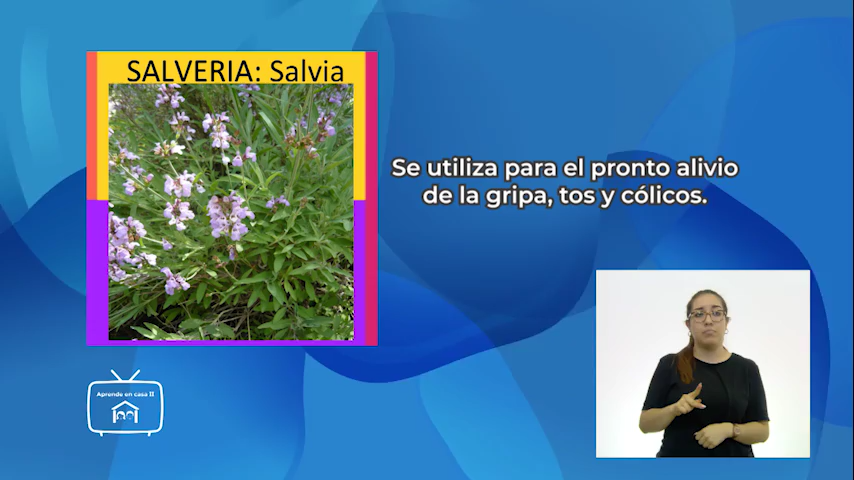 SALVERIA: Salvia
Se utiliza para el pronto alivio
de la gripa, tos y cólicos.
Aprende en casa II